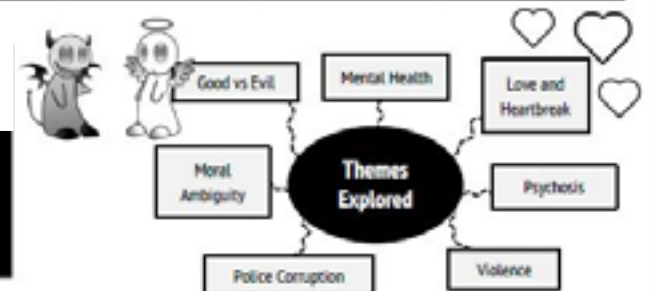 Good vs Evil
Mental Health
Love and
Heartbreak
Moral
Ambiguity
Themes
Explored
Psychosis
Police Corruption
Violence